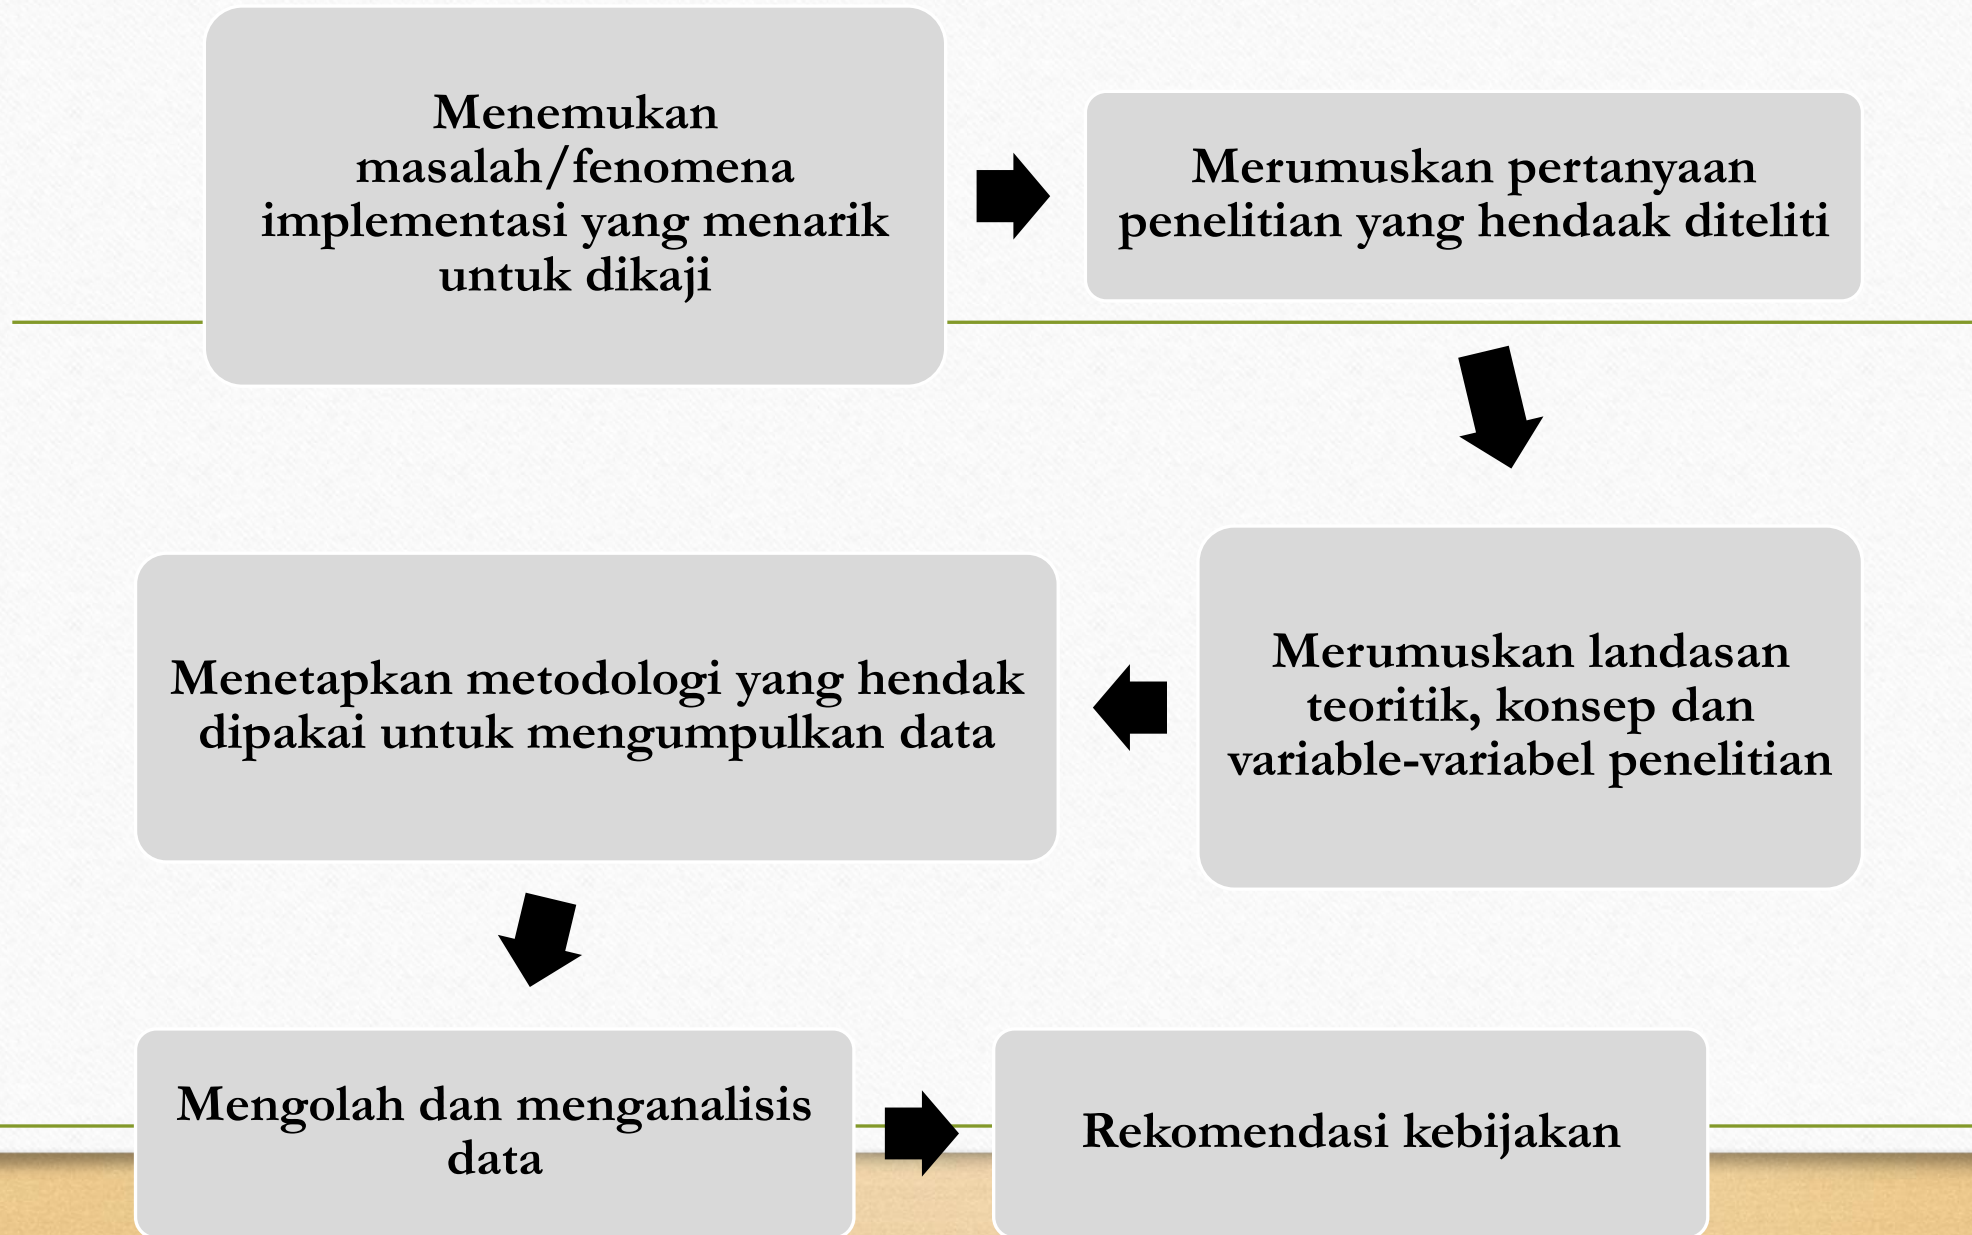 Menemukan
masalah/fenomena
implementasi yang menarik
untuk dikaji
Merumuskan pertanyaan
penelitian yang hendaak diteliti
Merumuskan landasan
teoritik, konsep dan
variable-variabel penelitian
Menetapkan metodologi yang hendak
dipakai untuk mengumpulkan data
Mengolah dan menganalisis
data
Rekomendasi kebijakan